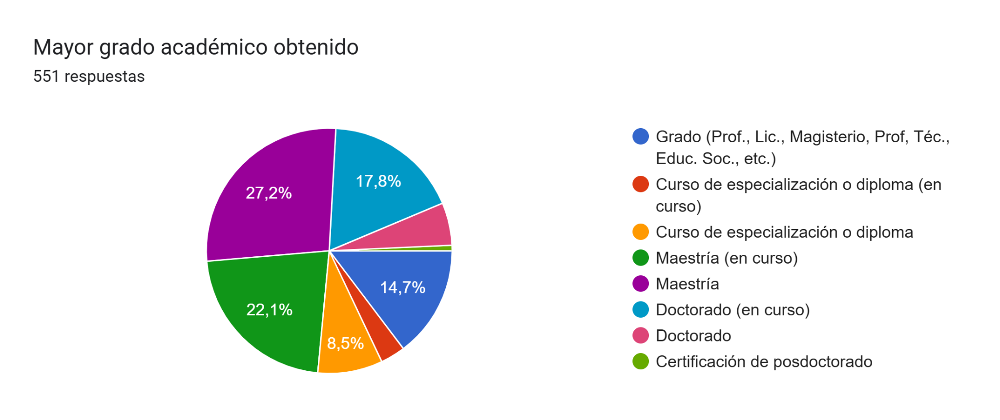 Mayor grado académico obtenido
551 respuestas
17,8%
27,2%
14,7%
22,1%
8,5%
Grado (Prof., Lic., Magisterio, Prof, Téc.,
Educ. Soc., etc.)
Curso de especialización o diploma (en
curso)
Curso de especialización o diploma
Maestría (en curso)
Maestría
Doctorado (en curso)
Doctorado
Certificación de posdoctorado